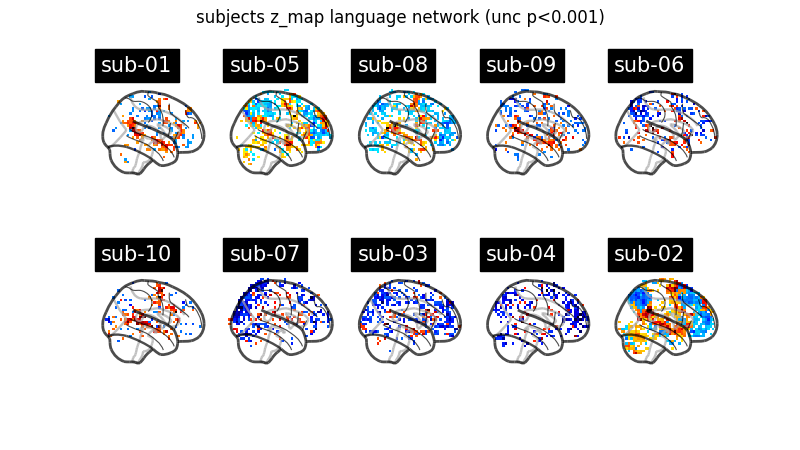 subjects z_map language network (unc p<0.001)
sub-01
sub-05
sub-08
sub-09
sub-06
sub-10
sub-07
sub-03
sub-04
sub-02